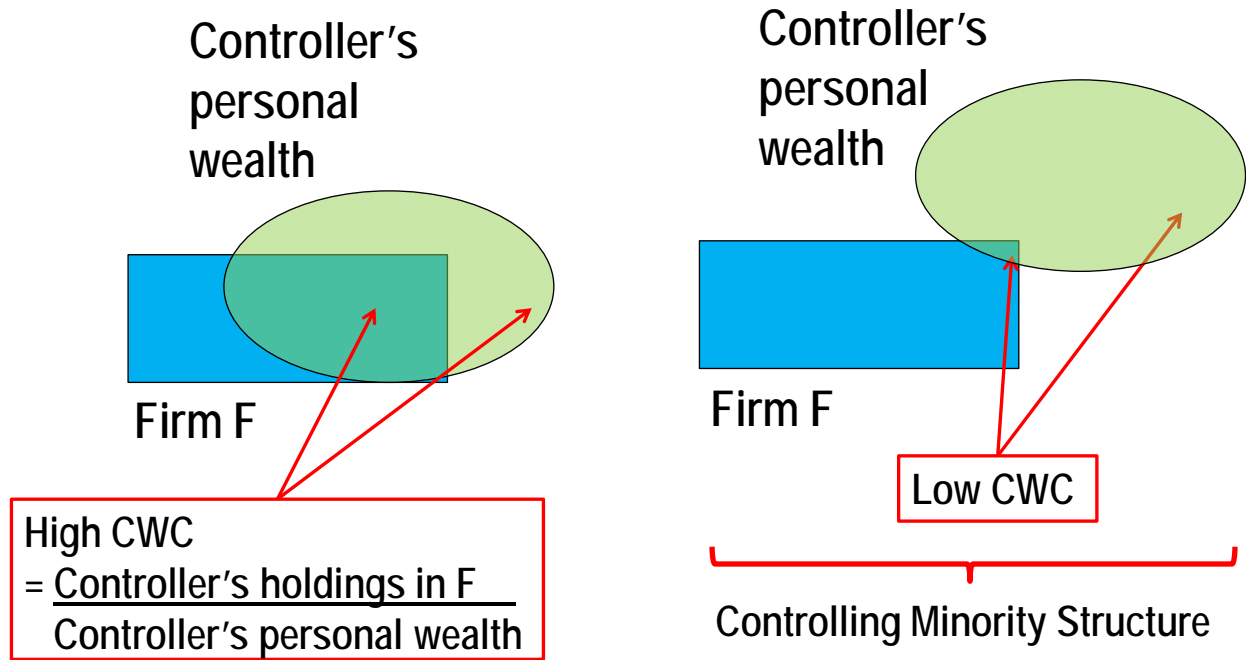 Controller's
personal
wealth
Firm F
High CWC
= Controller's holdings in F
Controller's personal wealth
Controller's
personal
wealth
Firm F
Low CWC
Controlling Minority Structure